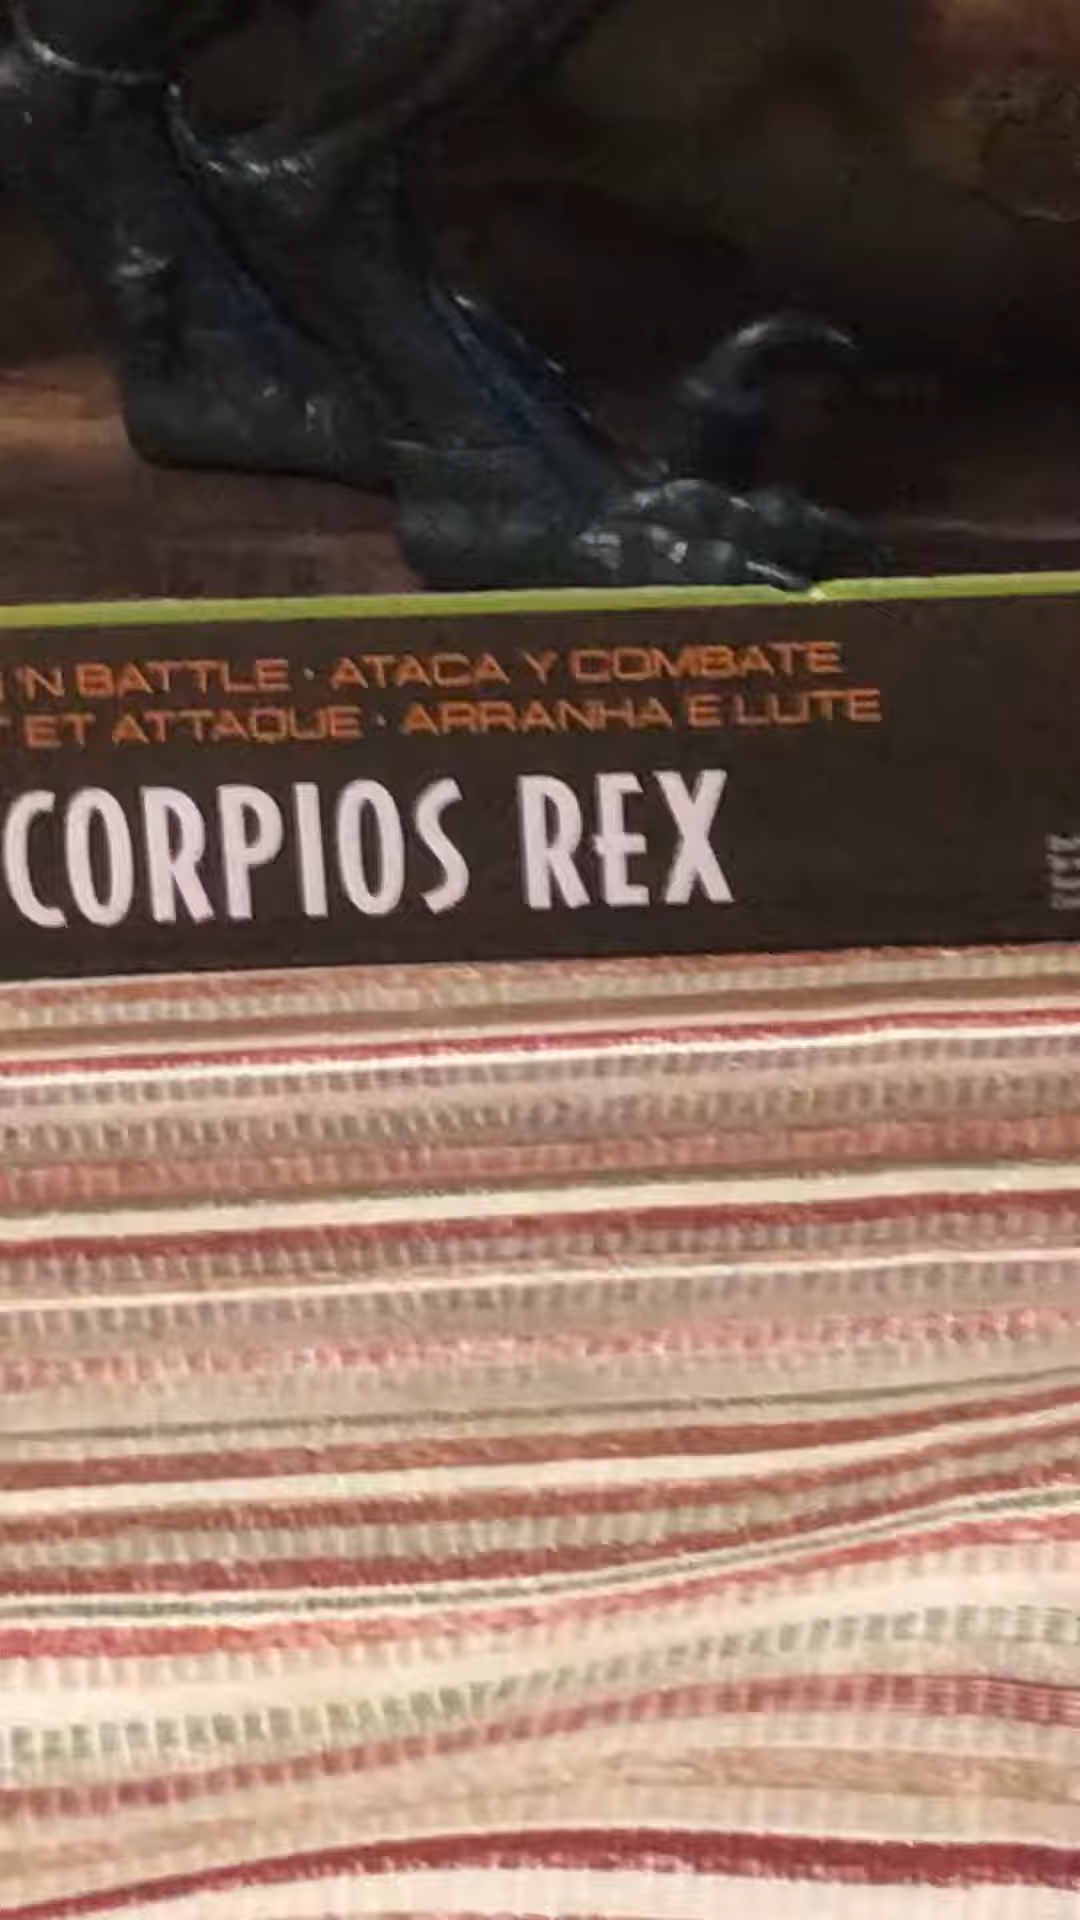 'N BATTLE · ATACA Y COMBATE
ET ATTAQUE · ARRANHA E LUTE
CORPIOS REX